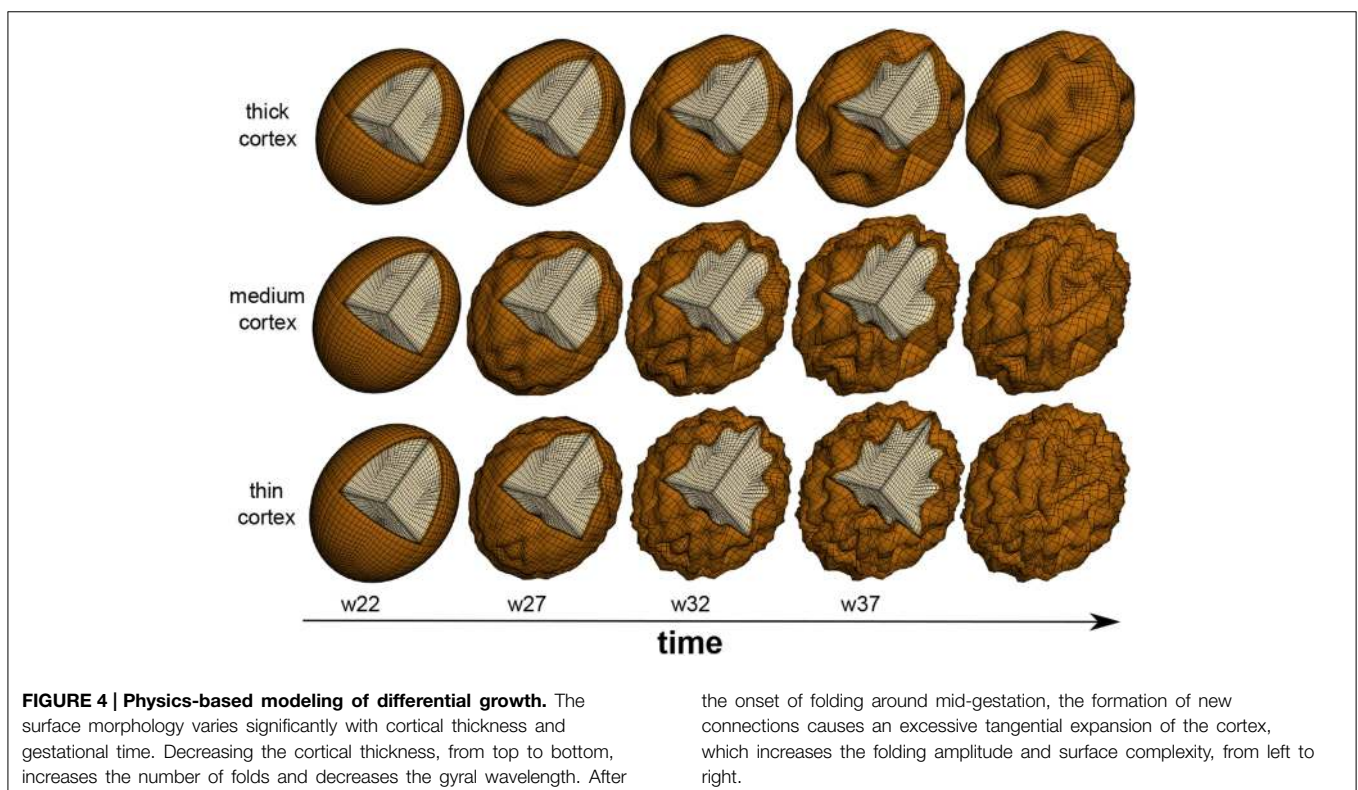 thick
cortex
medium
cortex
thin
cortex
w22 w27 w32 w37
time
FIGURE 4 | Physics-based modeling of differential growth. The
surface morphology varies significantly with cortical thickness and
gestational time. Decreasing the cortical thickness, from top to bottom,
increases the number of folds and decreases the gyral wavelength. After
the onset of folding around mid-gestation, the formation of new
connections causes an excessive tangential expansion of the cortex,
which increases the folding amplitude and surface complexity, from left to
right.